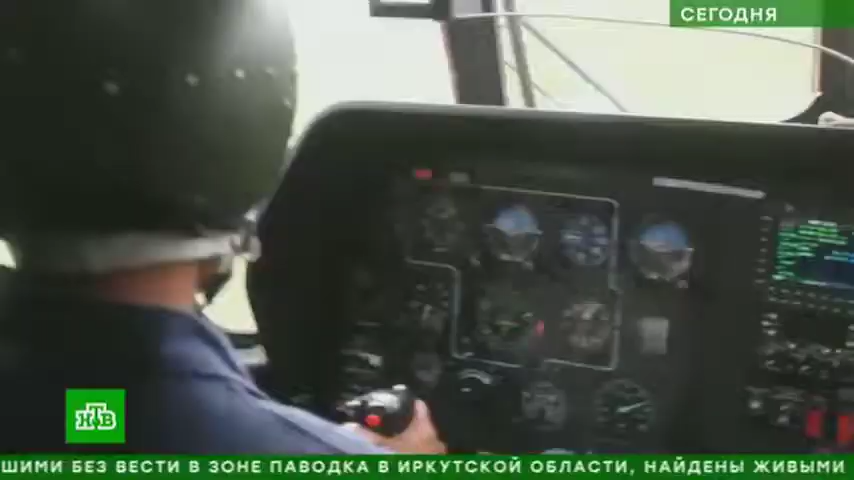 СЕГОДНЯ
НТВ
ШИМИ БЕЗ ВЕСТИ В ЗОНЕ ПАВОДКА В ИРКУТСКОЙ ОБЛАСТИ, НАЙДЕНЫ ЖИВЫМИ